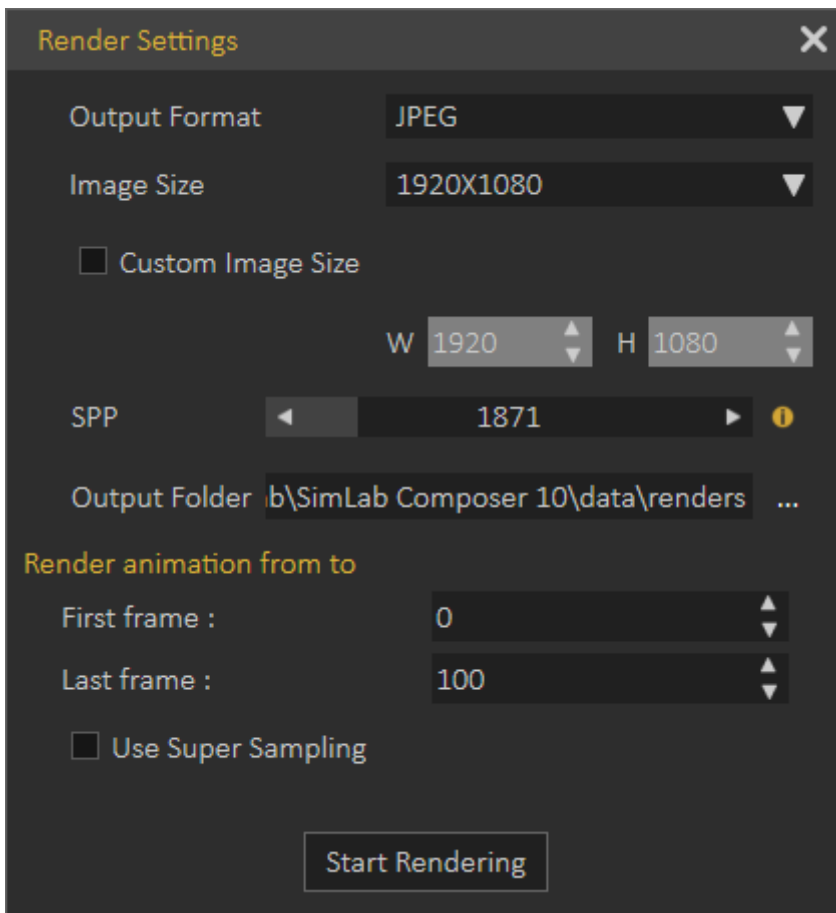 Render Settings
Output Format JPEG
Image Size 1920X1080
Custom Image Size
W 1920 H 1080
SPP 1871
Output Folder b\SimLab Composer 10\data\renders ...
Render animation from to
First frame : 0
Last frame : 100
Use Super Sampling
Start Rendering